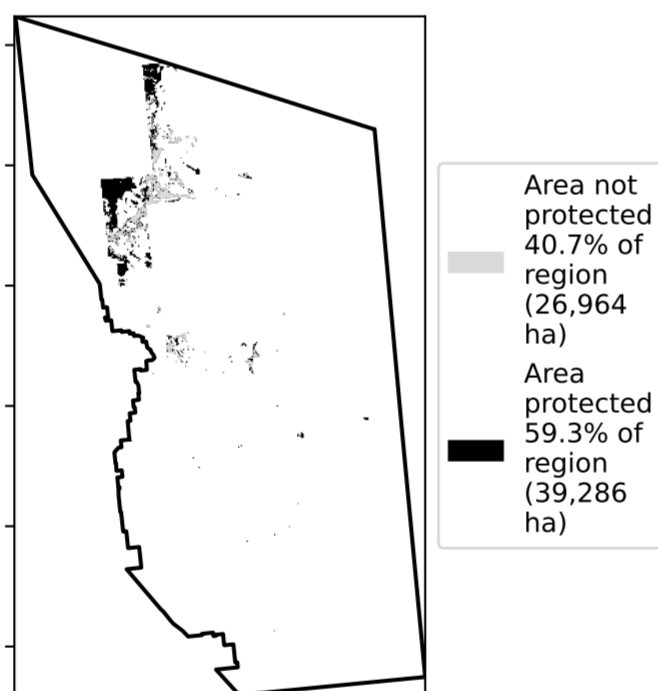 Area not
protected
40.7% of
region
(26,964
ha)
Area
protected
59.3% of
region
(39,286
ha)